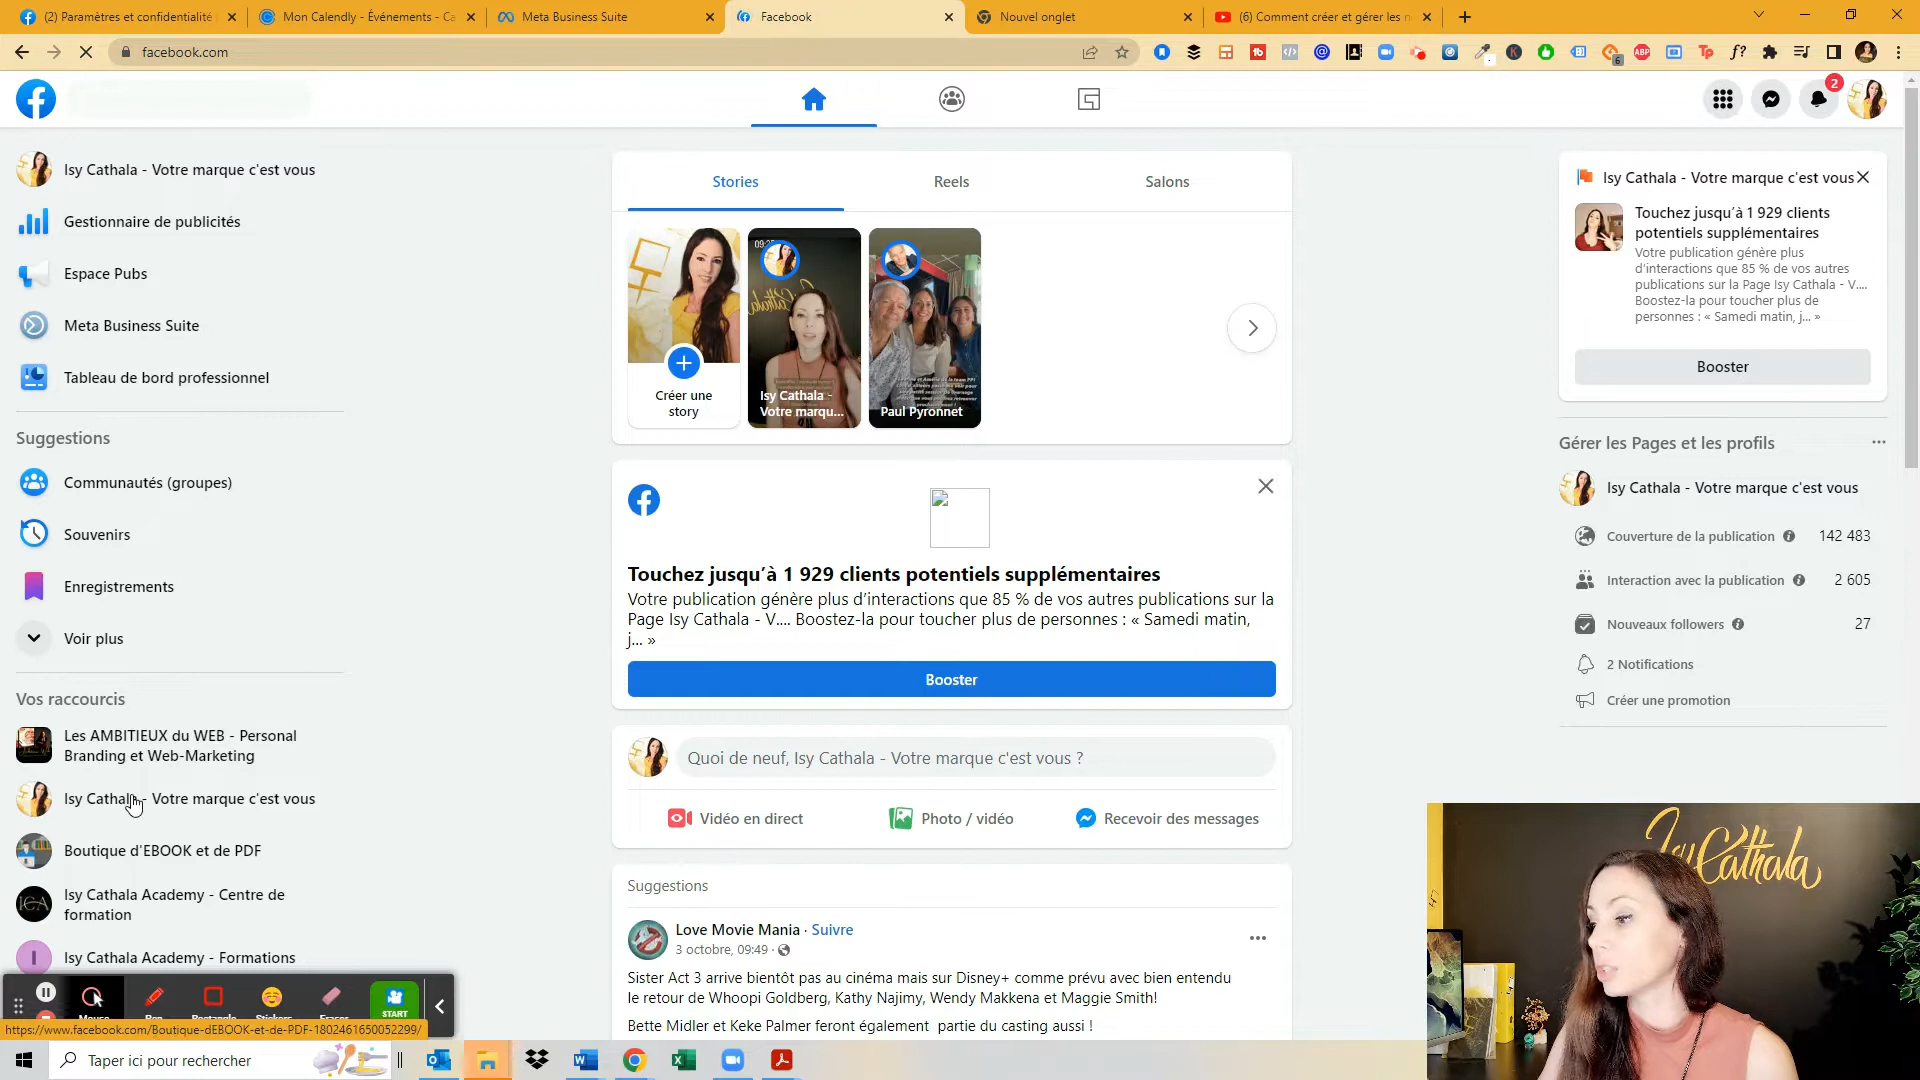 (2) Paramètres et confidentialité
Mon Calendly - Événements - Ca
Meta Business Suite
Facebook
Nouvel onglet
(6) Comment créer et gérer les n
facebook.com
2
Isy Cathala - Votre marque c'est vous
Gestionnaire de publicités
Espace Pubs
Meta Business Suite
Tableau de bord professionnel
Suggestions
Communautés (groupes)
Souvenirs
Enregistrements
Voir plus
Vos raccourcis
Les AMBITIEUX du WEB - Personal
Branding et Web-Marketing
Isy Cathala - Votre marque c'est vous
Boutique d'EBOOK et de PDF
Isy Cathala Academy - Centre de
formation
Isy Cathala Academy - Formations
Stories
Reels
Salons
Créer une
story
Isy Cathala -
Votre marqu...
Paul Pyronnet
Touchez jusqu'à 1 929 clients potentiels supplémentaires
Votre publication génère plus d'interactions que 85 % de vos autres publications sur la
Page Isy Cathala - V.... Boostez-la pour toucher plus de personnes : « Samedi matin,
j... »
Booster
Quoi de neuf, Isy Cathala - Votre marque c'est vous ?
Vidéo en direct
Photo / vidéo
Recevoir des messages
Suggestions
Love Movie Mania · Suivre
3 octobre, 09:49 ·
Sister Act 3 arrive bientôt pas au cinéma mais sur Disney+ comme prévu avec bien entendu
le retour de Whoopi Goldberg, Kathy Najimy, Wendy Makkena et Maggie Smith!
Bette Midler et Keke Palmer feront également partie du casting aussi !
Isy Cathala - Votre marque c'est vous
Touchez jusqu'à 1 929 clients
potentiels supplémentaires
Votre publication génère plus
d'interactions que 85 % de vos autres
publications sur la Page Isy Cathala - V....
Boostez-la pour toucher plus de
personnes : « Samedi matin, j... »
Booster
Gérer les Pages et les profils
Isy Cathala - Votre marque c'est vous
Couverture de la publication
142 483
Interaction avec la publication
2 605
Nouveaux followers
27
2 Notifications
Créer une promotion
Isy Cathala
START
https://www.facebook.com/Boutique-dEBOOK-et-de-PDF-1802461650052299/
Taper ici pour rechercher